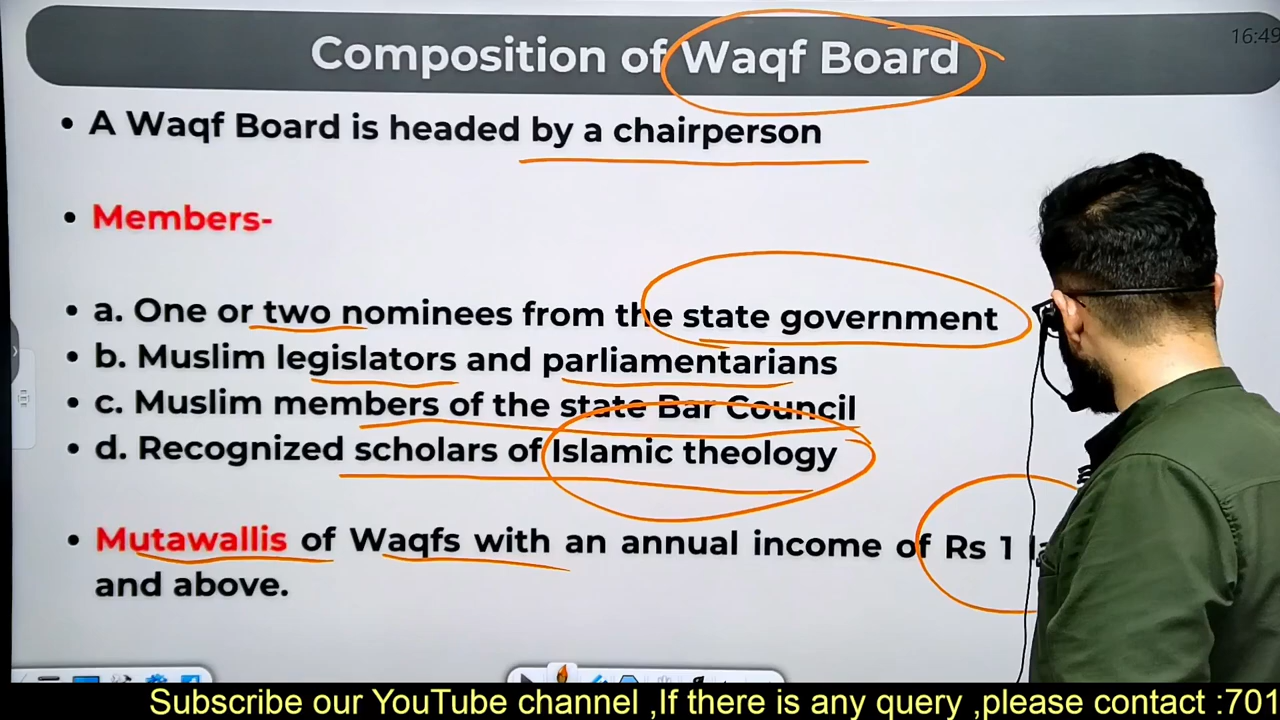 Composition of Waqf Board
16:49
• A Waqf Board is headed by a chairperson
• Members-
• a. One or two nominees from the state government
• b. Muslim legislators and parliamentarians
• c. Muslim members of the state Bar Council
• d. Recognized scholars of Islamic theology
• Mutawallis of Waqfs with an annual income of Rs 1
and above.
Subscribe our YouTube channel ,If there is any query ,please contact :701